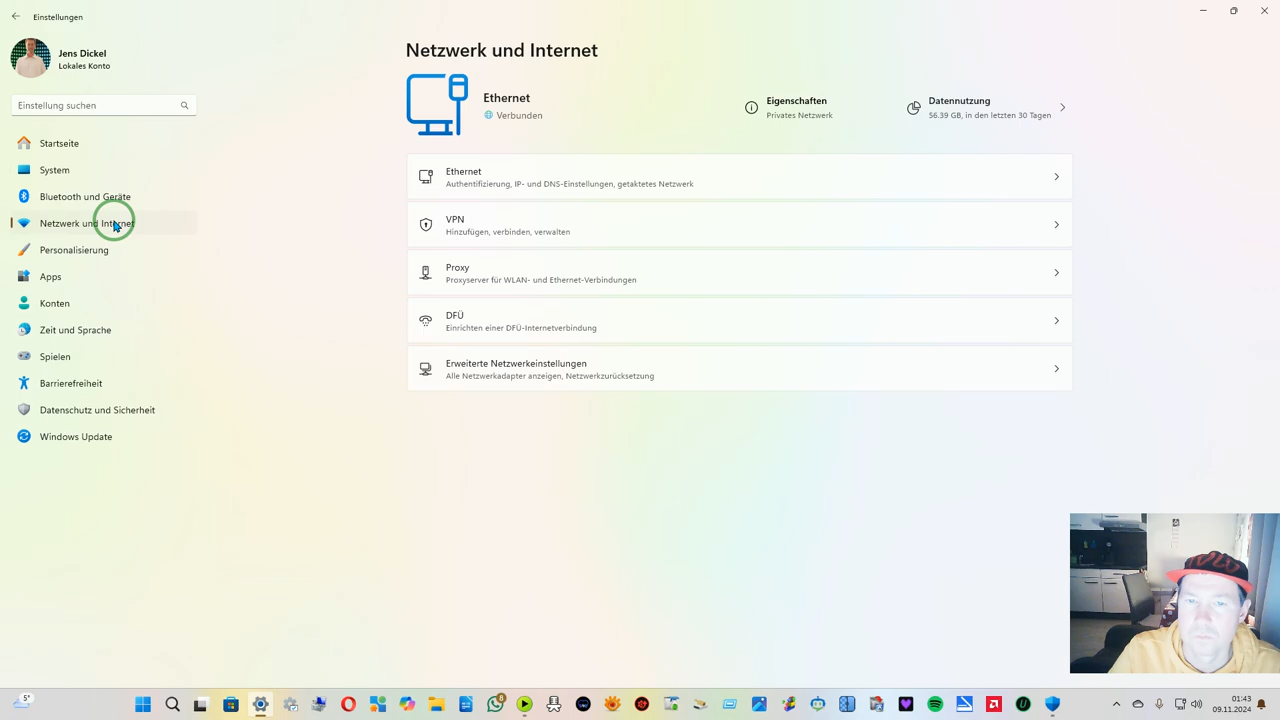 Einstellungen
Jens Dickel
Lokales Konto
Einstellung suchen
Startseite
System
Bluetooth und Geräte
Netzwerk und Internet
Personalisierung
Apps
Konten
Zeit und Sprache
Spielen
Barrierefreiheit
Datenschutz und Sicherheit
Windows Update
Netzwerk und Internet
Ethernet
Verbunden
Eigenschaften
Privates Netzwerk
Datennutzung
56.39 GB, in den letzten 30 Tagen
Ethernet
Authentifizierung, IP- und DNS-Einstellungen, getaktetes Netzwerk
VPN
Hinzufügen, verbinden, verwalten
Proxy
Proxyserver für WLAN- und Ethernet-Verbindungen
DFÜ
Einrichten einer DFÜ-Internetverbindung
Erweiterte Netzwerkeinstellungen
Alle Netzwerkadapter anzeigen, Netzwerkzurücksetzung
5°
8
01:43
09.11.2024